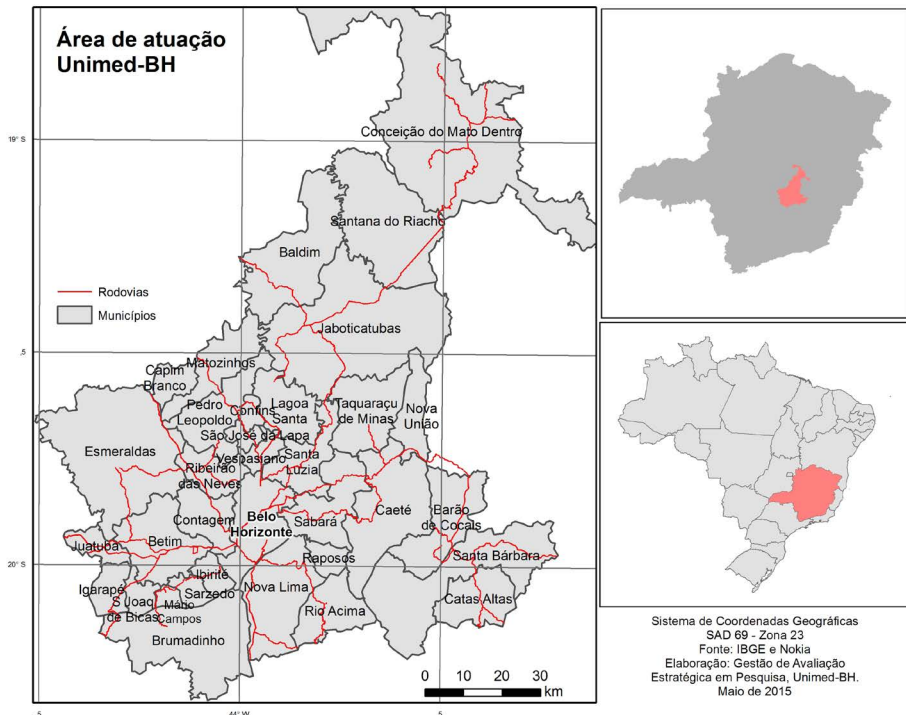 Área de atuação
Unimed-BH
19° S
Conceição do Mato Dentro
Santana do Riacho
Baldim
Rodovias
Municípios
Jaboticatubas
,5
Matozinhos
Capim
Branco
Pedro
Leopoldo
Confins
Lagoa
Santa
Taquaraçu
de Minas
Nova
União
São José da Lapa
Esmeraldas
Vespasiano
Santa
Luzia
Ribeirão
das Neves
Contagem
Belo
Horizonte
Sabará
Caeté
Barão
de Cocais
Juatuba
Betim
Santa Bárbara
20° S
Raposos
Ibirité
Igarapé
Sarzedo
Nova Lima
S Joaq
de Bicas
Mário
Campos
Rio Acima
Catas Altas
Brumadinho
0 10 20 30
km
,5
44° W
,5
Sistema de Coordenadas Geográficas
SAD 69 - Zona 23
Fonte: IBGE e Nokia
Elaboração: Gestão de Avaliação
Estratégica em Pesquisa, Unimed-BH.
Maio de 2015